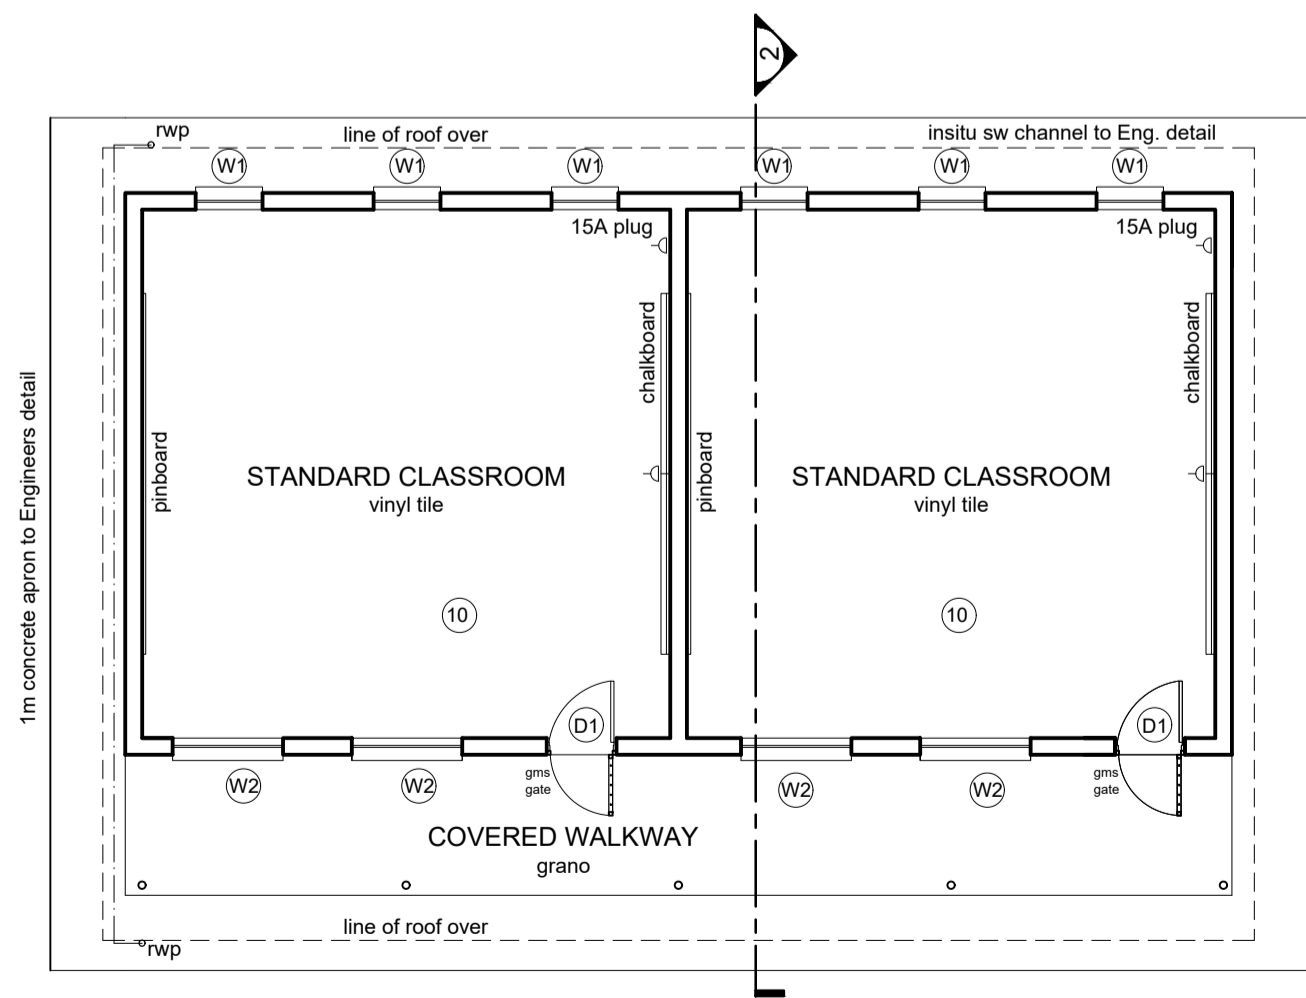 2
rwp
line of roof over
insitu sw channel to Eng. detail
W1
W1
W1
W1
W1
W1
15A plug
15A plug
chalkboard
chalkboard
1m concrete apron to Engineers detail
pinboard
pinboard
STANDARD CLASSROOM
vinyl tile
STANDARD CLASSROOM
vinyl tile
10
10
D1
D1
gms
gate
gms
gate
W2
W2
W2
W2
COVERED WALKWAY
grano
line of roof over
rwp